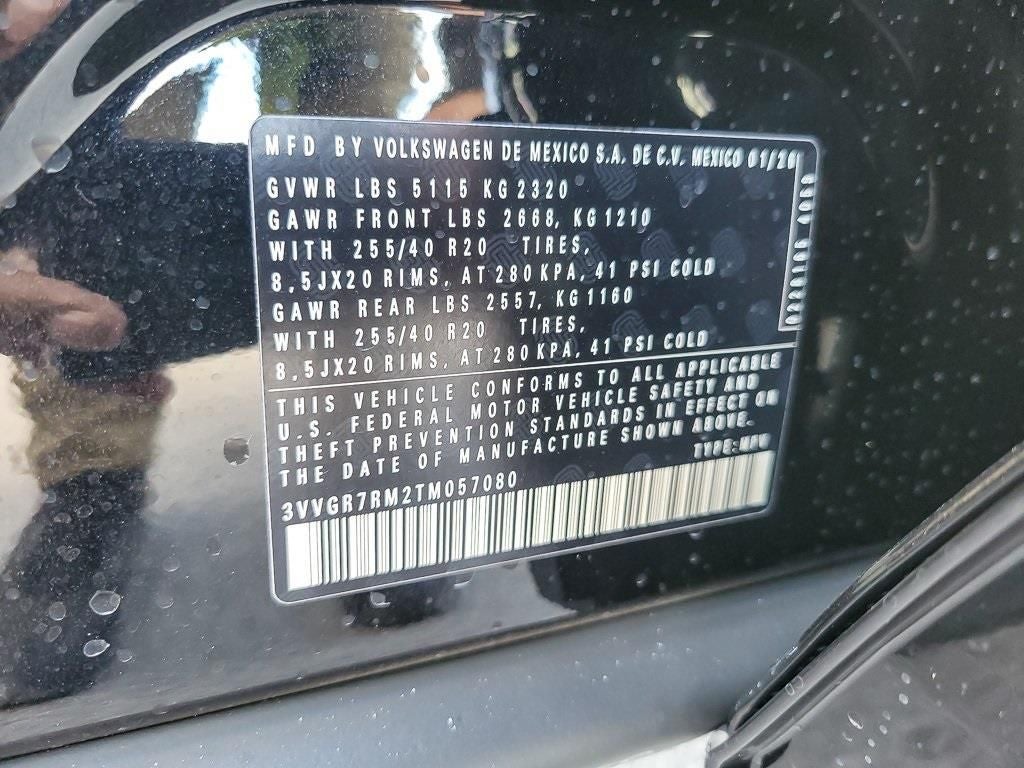 MFD BY VOLKSWAGEN DE MEXICO S.A. DE C.V. MEXICO 01/26
GVWR LBS 5115 KG 2320
GAWR FRONT LBS 2668, KG 1210
WITH 255/40 R20 TIRES,
8,5JX20 RIMS, AT 280 KPA, 41 PSI COLD
GAWR REAR LBS 2557, KG 1160
WITH 255/40 R20 TIRES,
8,5JX20 RIMS, AT 280 KPA, 41 PSI COLD
THIS VEHICLE CONFORMS TO ALL APPLICABLE
U.S. FEDERAL MOTOR VEHICLE SAFETY AND
THEFT PREVENTION STANDARDS IN EFFECT ON
THE DATE OF MANUFACTURE SHOWN ABOVE.
TYPE:MPV
3VVGR7RM2TM057080